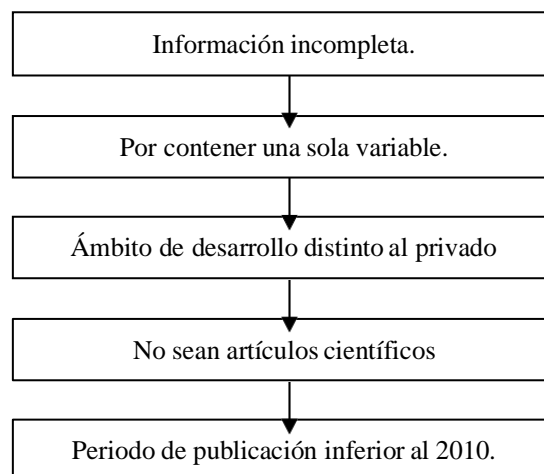 Información incompleta.
Por contener una sola variable.
Ámbito de desarrollo distinto al privado
No sean artículos científicos
Periodo de publicación inferior al 2010.